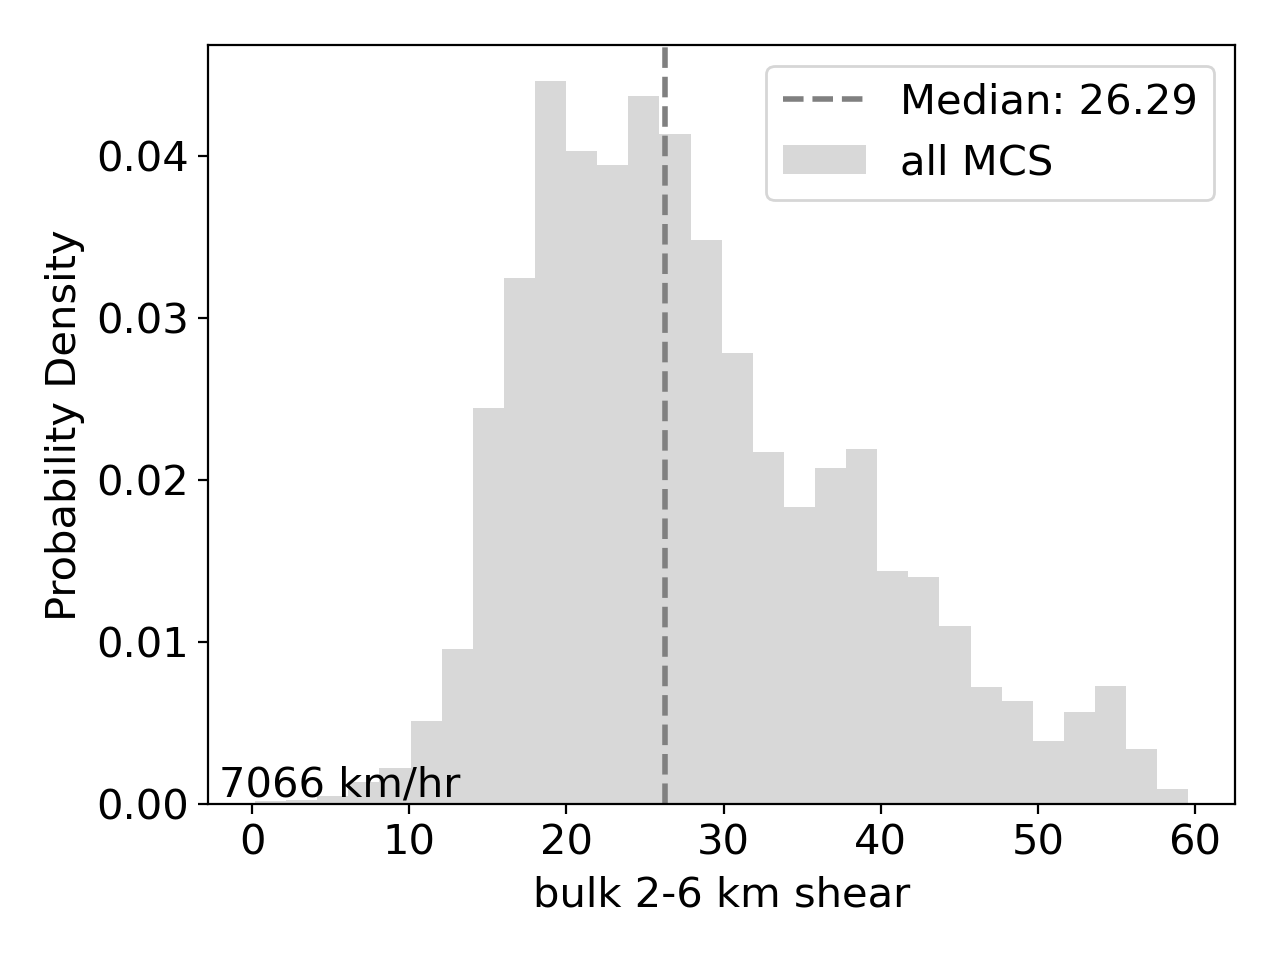 Median: 26.29
all MCS
Probability Density
0.04
0.03
0.02
0.01
0.00
7066 km/hr
0 10 20 30 40 50 60
bulk 2-6 km shear